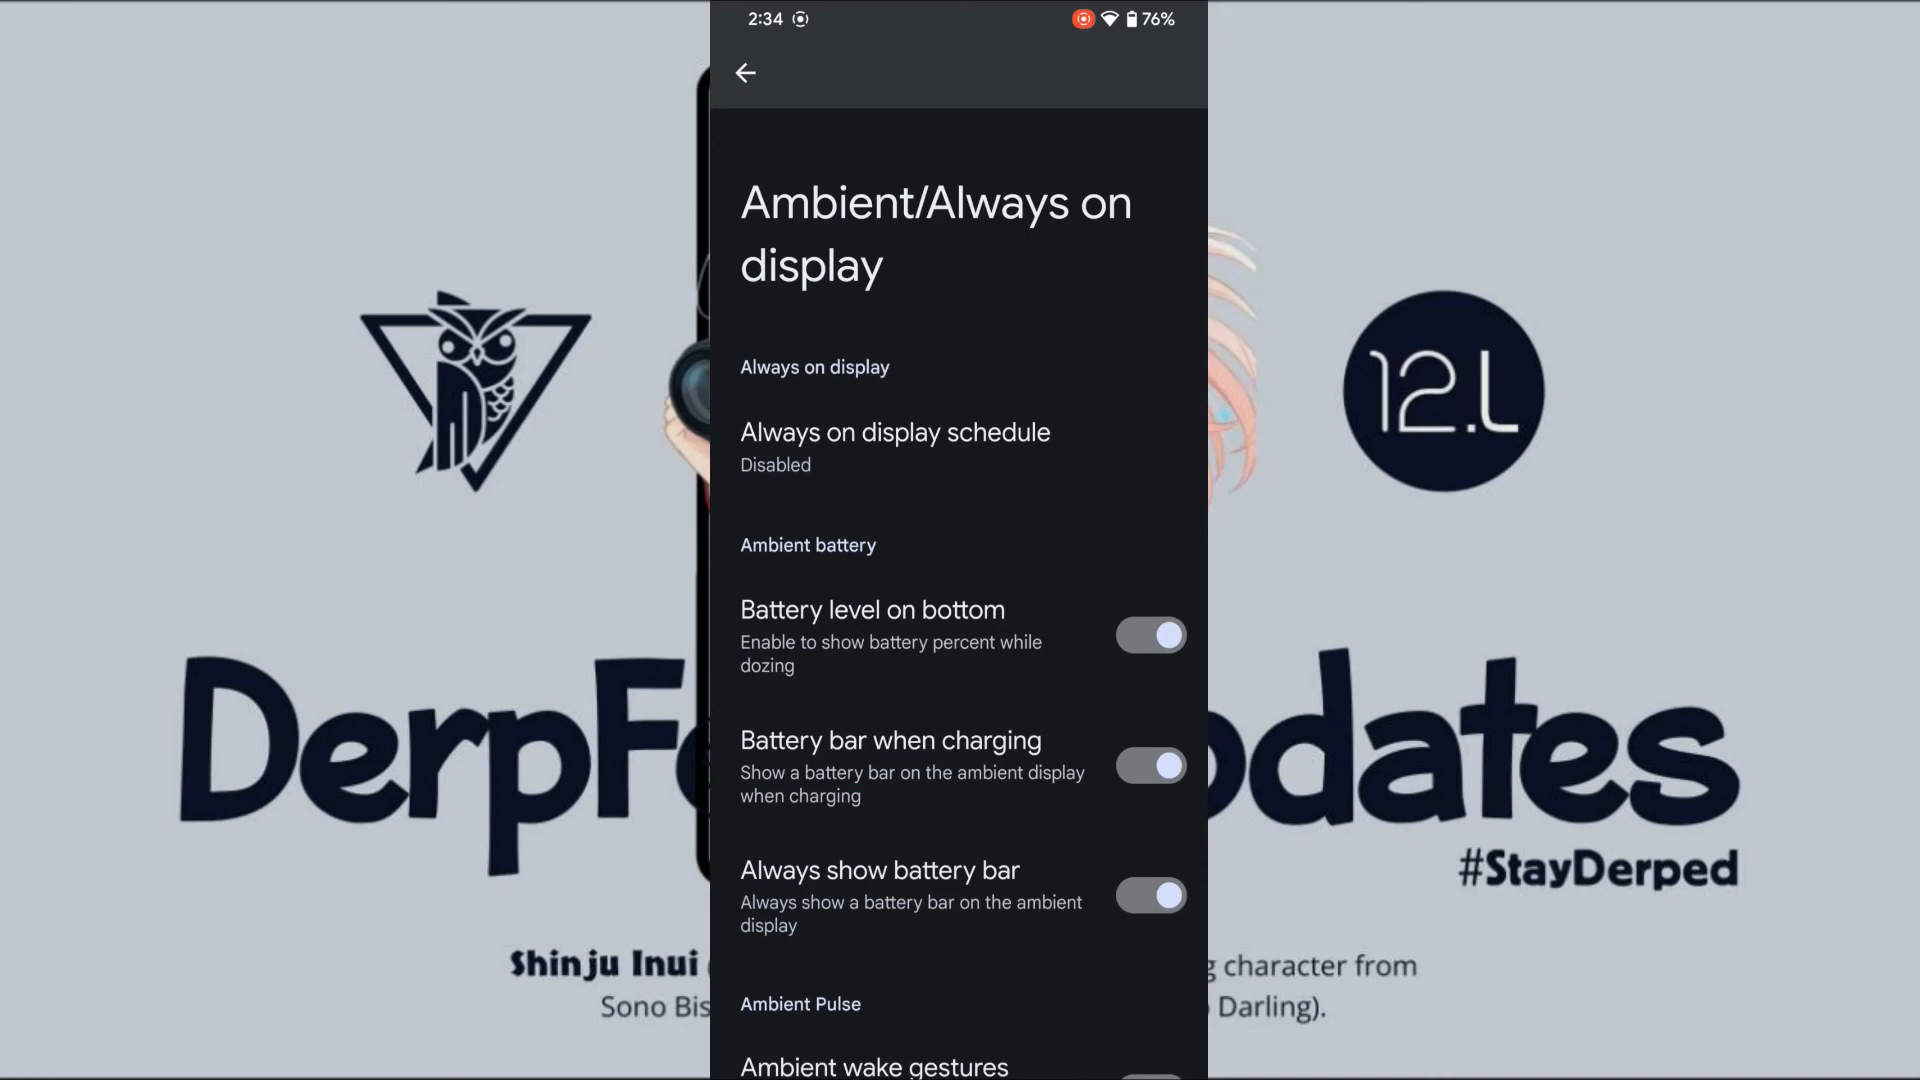 2:34
76%
Ambient/Always on
display
Always on display
Always on display schedule
Disabled
Ambient battery
Battery level on bottom
Enable to show battery percent while
dozing
Battery bar when charging
Show a battery bar on the ambient display
when charging
Always show battery bar
Always show a battery bar on the ambient
display
Ambient Pulse
Ambient wake gestures
12.L
DerpFe
pdates
#StayDerped
Shinju Inui
g character from
Sono Bis
Darling).